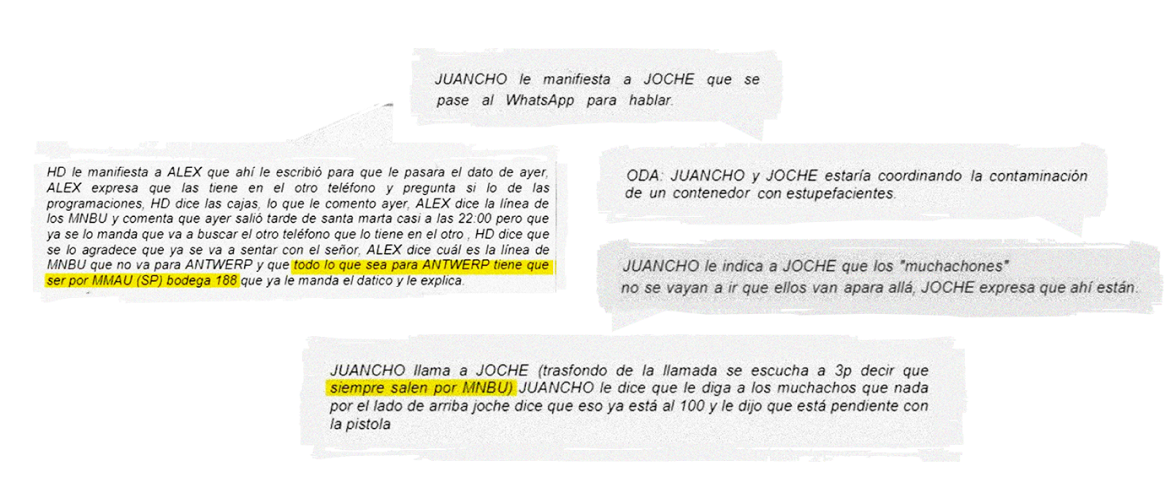 JUANCHO le manifiesta a JOCHE que se
pase al WhatsApp para hablar.
HD le manifiesta a ALEX que ahí le escribió para que le pasara el dato de ayer,
ALEX expresa que las tiene en el otro teléfono y pregunta si lo de las
programaciones, HD dice las cajas, lo que le comento ayer, ALEX dice la línea de
los MNBU y comenta que ayer salió tarde de santa marta casi a las 22:00 pero que
ya se lo manda que va a buscar el otro teléfono que lo tiene en el otro , HD dice que
se lo agradece que ya se va a sentar con el señor, ALEX dice cuál es la línea de
MNBU que no va para ANTWERP y que todo lo que sea para ANTWERP tiene que
ser por MMAU (SP) bodega 188 que ya le manda el datico y le explica.
ODA: JUANCHO y JOCHE estaría coordinando la contaminación
de un contenedor con estupefacientes.
JUANCHO le indica a JOCHE que los "muchachones"
no se vayan a ir que ellos van apara allá, JOCHE expresa que ahí están.
JUANCHO llama a JOCHE (trasfondo de la llamada se escucha a 3p decir que
siempre salen por MNBU) JUANCHO le dice que le diga a los muchachos que nada
por el lado de arriba joche dice que eso ya está al 100 y le dijo que está pendiente con
la pistola